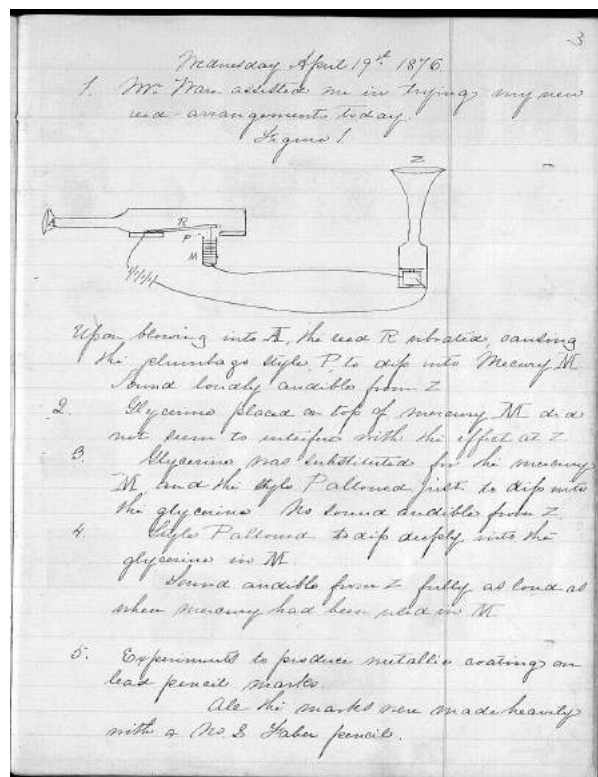 3
Wednesday April 19th 1876.
1. Mr. Ware assisted me in trying my new
reed-arrangements today.
Figure 1
Z
A
R
P
M
Upon blowing into A, the reed R vibrated, causing
the plumbago style, P, to dip into Mecury M
Sound loudly audible from Z
2. Glycerine placed on top of mercury M did
not seem to interfere with the effect at Z.
3. Glycerine was substituted for the mercury
M and the style P allowed just to dip into
the glycerine. No sound audible from Z.
4. Style P allowed to dip deeply into the
glycerine in M.
Sound audible from Z fully as loud as
when mercury had been used in M
5. Experiments to produce metallic coating on
lead pencil marks.
All the marks were made heavily
with a No 2 Faber pencil.